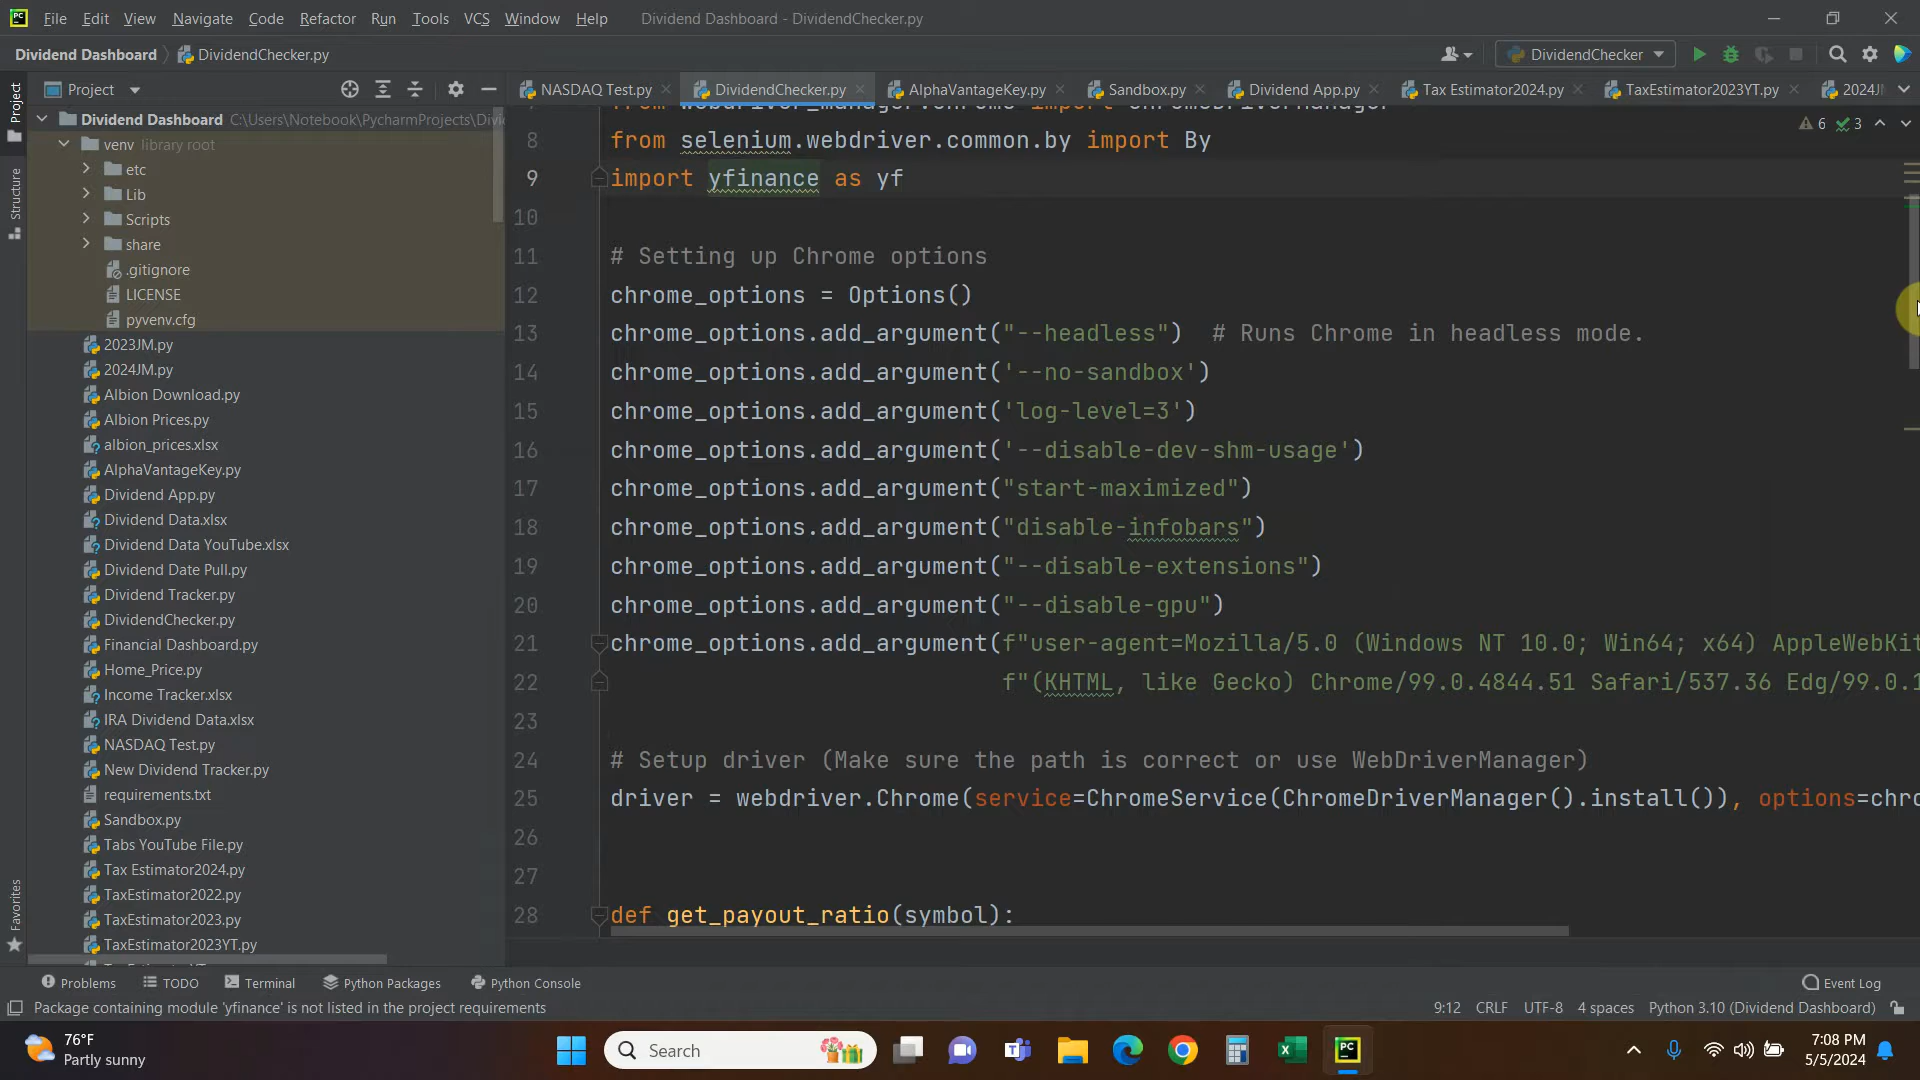 File Edit View Navigate Code Refactor Run Tools VCS Window Help Dividend Dashboard - DividendChecker.py
Dividend Dashboard DividendChecker.py DividendChecker
Project NASDAQ Test.py DividendChecker.py AlphaVantageKey.py Sandbox.py Dividend App.py Tax Estimator2024.py TaxEstimator2023YT.py 2024J
Project
Structure
Favorites
Dividend Dashboard C:\Users\Notebook\PycharmProjects\Divi
venv library root
etc
Lib
Scripts
share
.gitignore
LICENSE
pyvenv.cfg
2023JM.py
2024JM.py
Albion Download.py
Albion Prices.py
albion_prices.xlsx
AlphaVantageKey.py
Dividend App.py
Dividend Data.xlsx
Dividend Data YouTube.xlsx
Dividend Date Pull.py
Dividend Tracker.py
DividendChecker.py
Financial Dashboard.py
Home_Price.py
Income Tracker.xlsx
IRA Dividend Data.xlsx
NASDAQ Test.py
New Dividend Tracker.py
requirements.txt
Sandbox.py
Tabs YouTube File.py
Tax Estimator2024.py
TaxEstimator2022.py
TaxEstimator2023.py
TaxEstimator2023YT.py
6 3
8 from selenium.webdriver.common.by import By
9 import yfinance as yf
10
11 # Setting up Chrome options
12 chrome_options = Options()
13 chrome_options.add_argument("--headless") # Runs Chrome in headless mode.
14 chrome_options.add_argument('--no-sandbox')
15 chrome_options.add_argument('log-level=3')
16 chrome_options.add_argument('--disable-dev-shm-usage')
17 chrome_options.add_argument("start-maximized")
18 chrome_options.add_argument("disable-infobars")
19 chrome_options.add_argument("--disable-extensions")
20 chrome_options.add_argument("--disable-gpu")
21 chrome_options.add_argument(f"user-agent=Mozilla/5.0 (Windows NT 10.0; Win64; x64) AppleWebKit
22 f"(KHTML, like Gecko) Chrome/99.0.4844.51 Safari/537.36 Edg/99.0.1
23
24 # Setup driver (Make sure the path is correct or use WebDriverManager)
25 driver = webdriver.Chrome(service=ChromeService(ChromeDriverManager().install()), options=chro
26
27
28 def get_payout_ratio(symbol):
Problems TODO Terminal Python Packages Python Console Event Log
Package containing module 'yfinance' is not listed in the project requirements 9:12 CRLF UTF-8 4 spaces Python 3.10 (Dividend Dashboard)
76°F
Partly sunny
Search
7:08 PM
5/5/2024